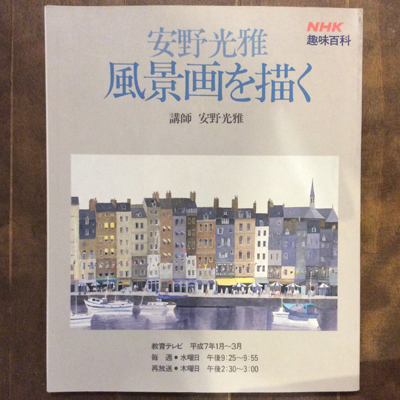 NHK
趣味百科
安野光雅
風景画を描く
講師 安野光雅
教育テレビ 平成7年1月〜3月
毎 週●水曜日 午後9:25〜9:55
再放送●木曜日 午後2:30〜3:00